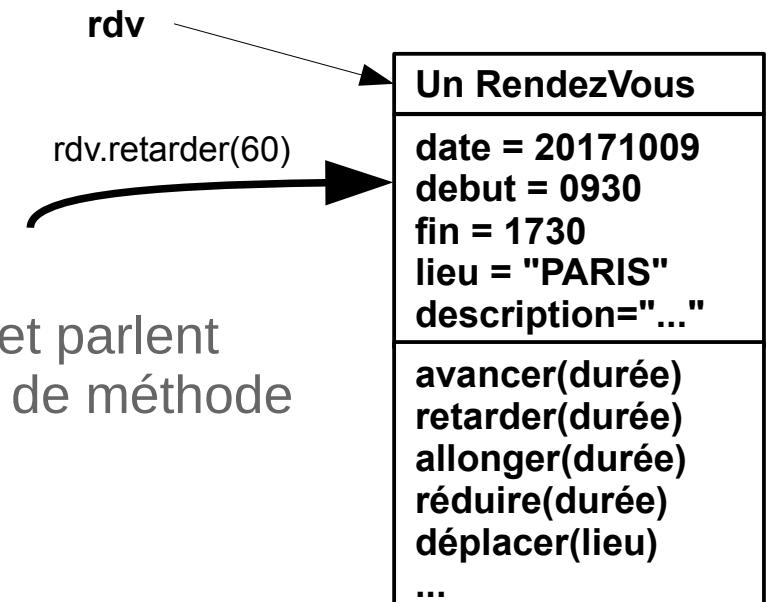 rdv
rdv.retarder(60)
et parlent
de méthode
Un RendezVous
date = 20171009
debut = 0930
fin = 1730
lieu = "PARIS"
description="..."
avancer(durée)
retarder(durée)
allonger(durée)
réduire(durée)
déplacer(lieu)
...